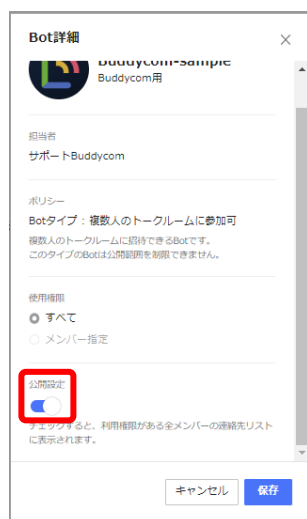 Bot詳細
Buddycom-sample
Buddycom用
担当者
サポートBuddycom
ポリシー
Botタイプ：複数人のトークルームに参加可
複数人のトークルームに招待できるBotです。
このタイプのBotは公開範囲を制限できません。
使用権限
すべて
メンバー指定
公開設定
チェックすると、利用権限がある全メンバーの連絡先リスト
に表示されます。
キャンセル
保存